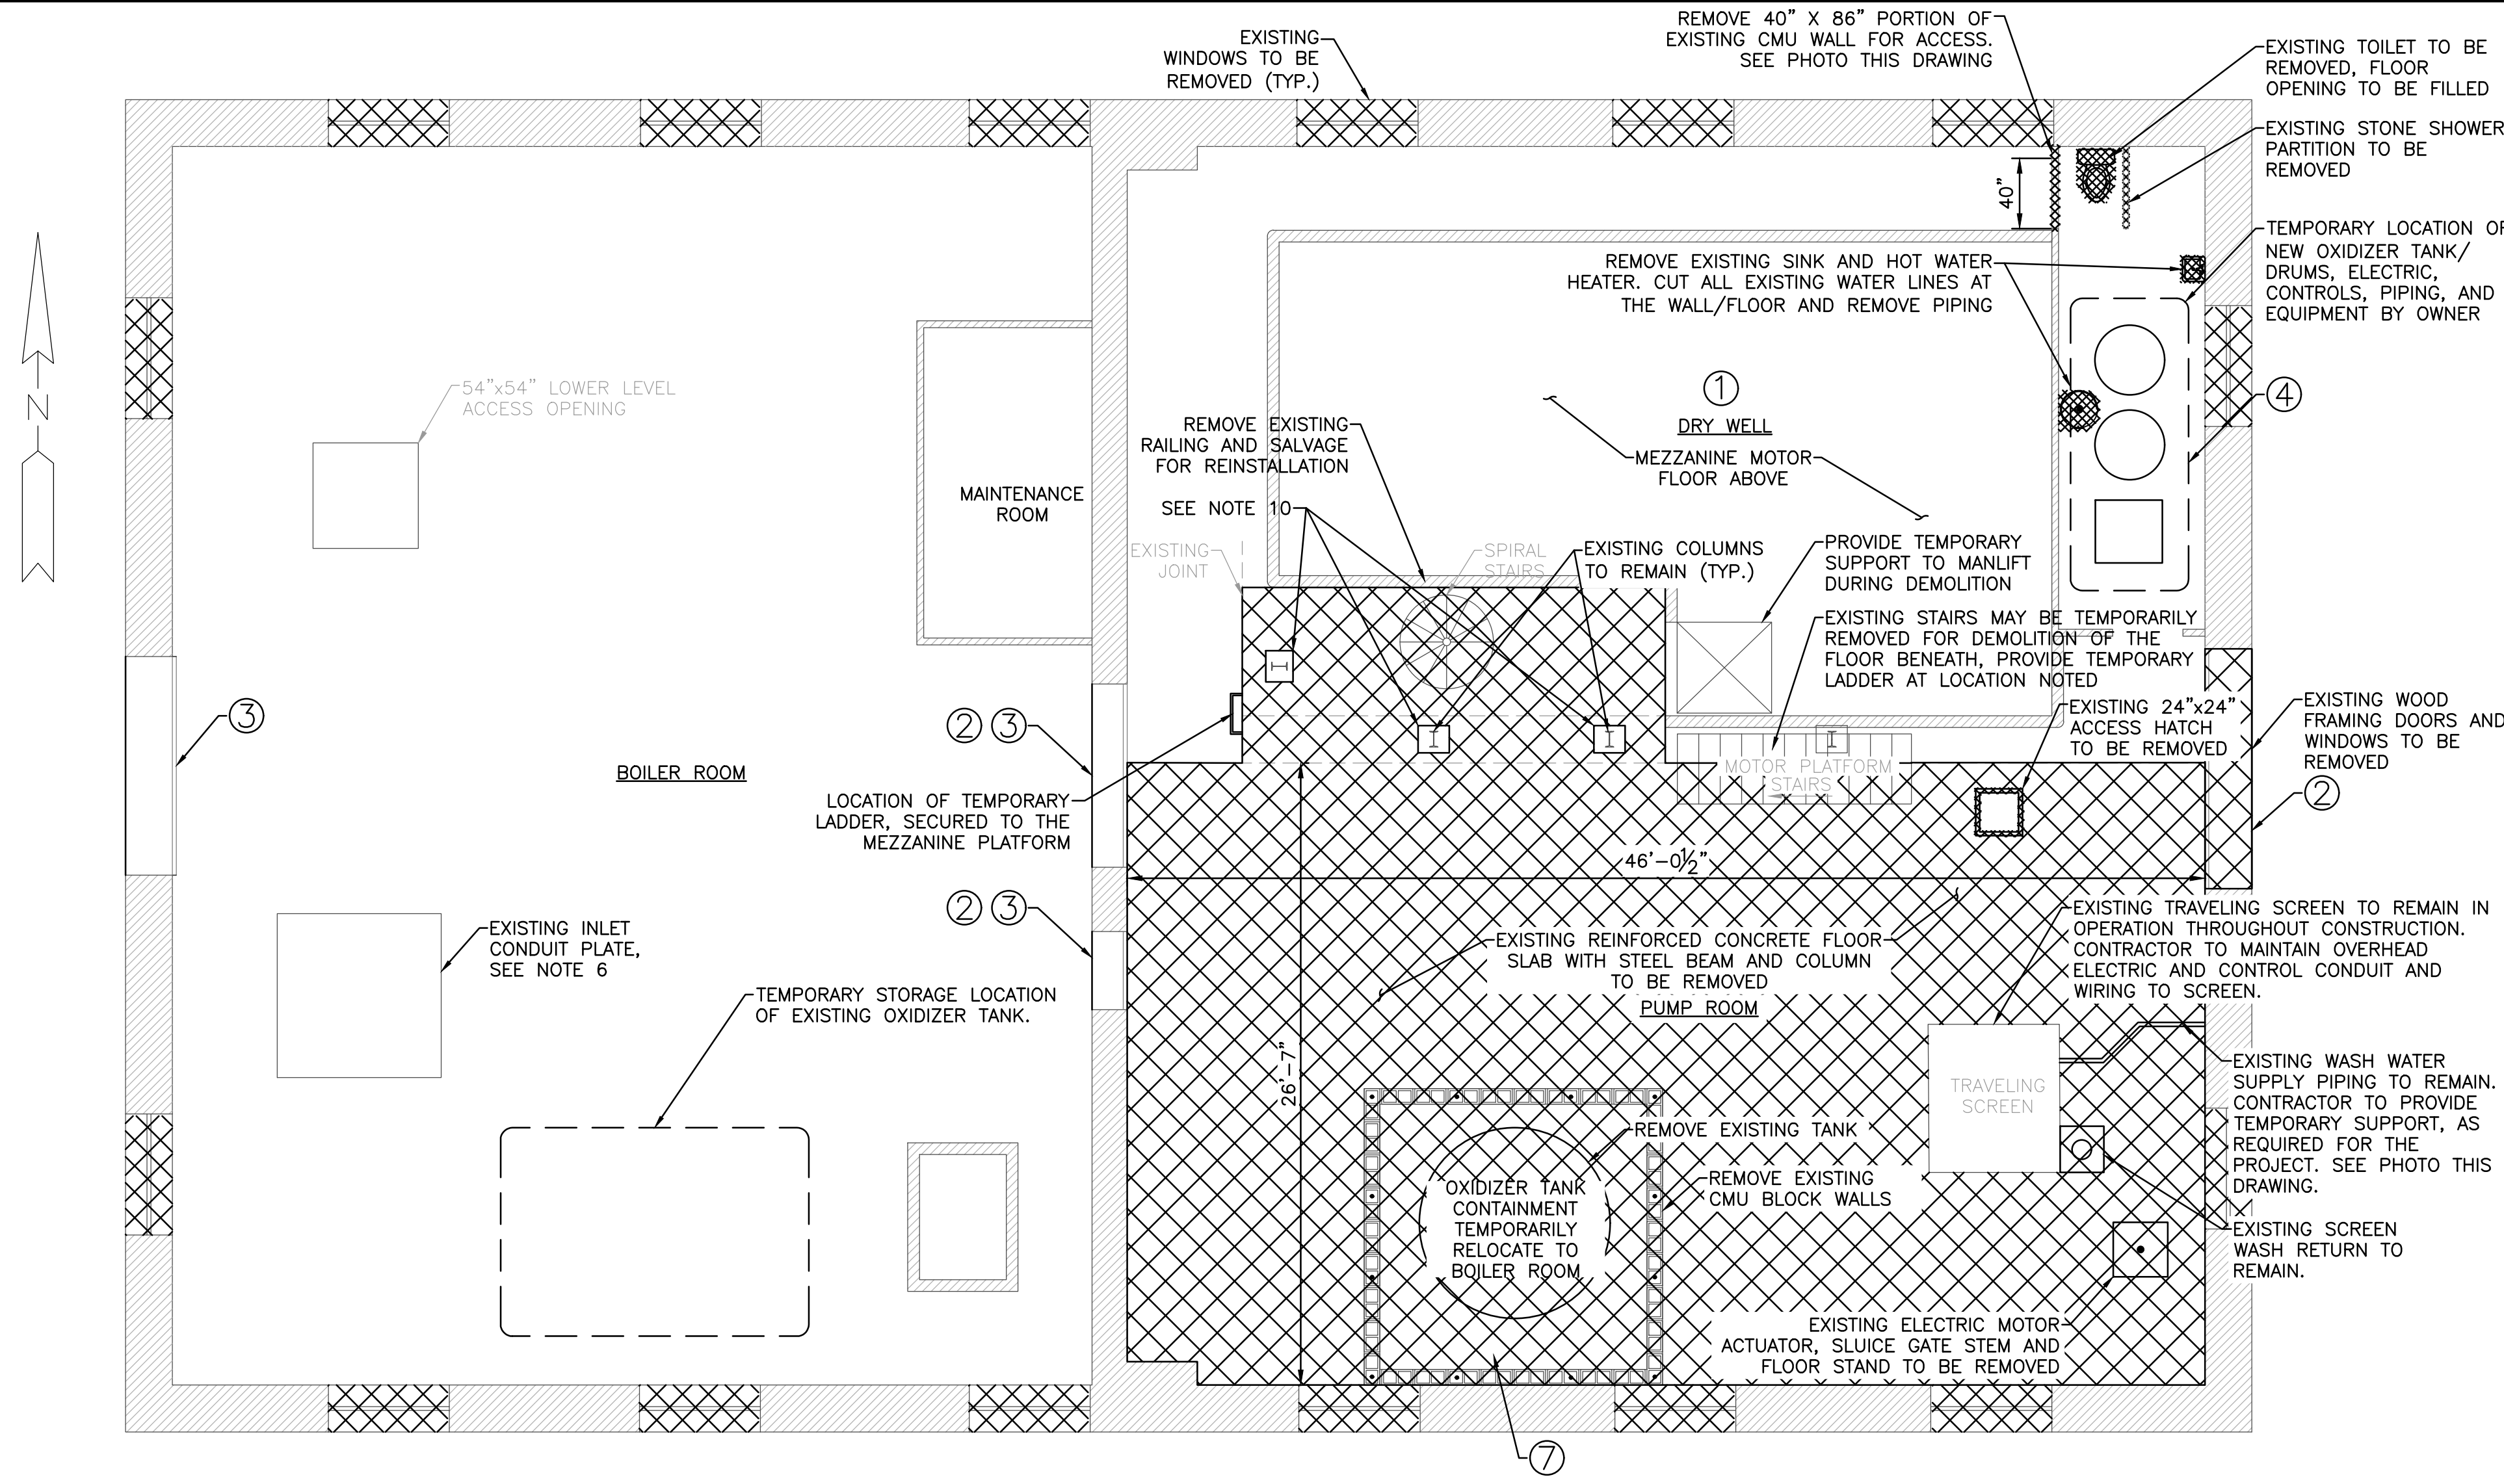 EXISTING
WINDOWS TO BE
REMOVED (TYP.)
REMOVE 40" X 86" PORTION OF
EXISTING CMU WALL FOR ACCESS.
SEE PHOTO THIS DRAWING
EXISTING TOILET TO BE
REMOVED, FLOOR
OPENING TO BE FILLED
EXISTING STONE SHOWER
PARTITION TO BE
REMOVED
40"
TEMPORARY LOCATION OF
NEW OXIDIZER TANK/
DRUMS, ELECTRIC,
CONTROLS, PIPING, AND
EQUIPMENT BY OWNER
REMOVE EXISTING SINK AND HOT WATER
HEATER. CUT ALL EXISTING WATER LINES AT
THE WALL/FLOOR AND REMOVE PIPING
N
54"x54" LOWER LEVEL
ACCESS OPENING
1
DRY WELL
4
REMOVE EXISTING
RAILING AND SALVAGE
FOR REINSTALLATION
MEZZANINE MOTOR
FLOOR ABOVE
MAINTENANCE
ROOM
SEE NOTE 10
EXISTING
JOINT
SPIRAL
STAIRS
EXISTING COLUMNS
TO REMAIN (TYP.)
PROVIDE TEMPORARY
SUPPORT TO MANLIFT
DURING DEMOLITION
EXISTING STAIRS MAY BE TEMPORARILY
REMOVED FOR DEMOLITION OF THE
FLOOR BENEATH, PROVIDE TEMPORARY
LADDER AT LOCATION NOTED
3
2 3
EXISTING 24"x24"
ACCESS HATCH
TO BE REMOVED
EXISTING WOOD
FRAMING DOORS AND
WINDOWS TO BE
REMOVED
2
BOILER ROOM
MOTOR PLATFORM
STAIRS
LOCATION OF TEMPORARY
LADDER, SECURED TO THE
MEZZANINE PLATFORM
46'-0½"
2 3
EXISTING INLET
CONDUIT PLATE,
SEE NOTE 6
EXISTING REINFORCED CONCRETE FLOOR
SLAB WITH STEEL BEAM AND COLUMN
TO BE REMOVED
PUMP ROOM
EXISTING TRAVELING SCREEN TO REMAIN IN
OPERATION THROUGHOUT CONSTRUCTION.
CONTRACTOR TO MAINTAIN OVERHEAD
ELECTRIC AND CONTROL CONDUIT AND
WIRING TO SCREEN.
TEMPORARY STORAGE LOCATION
OF EXISTING OXIDIZER TANK.
26'-7"
TRAVELING
SCREEN
EXISTING WASH WATER
SUPPLY PIPING TO REMAIN.
CONTRACTOR TO PROVIDE
TEMPORARY SUPPORT, AS
REQUIRED FOR THE
PROJECT. SEE PHOTO THIS
DRAWING.
REMOVE EXISTING TANK
REMOVE EXISTING
CMU BLOCK WALLS
OXIDIZER TANK
CONTAINMENT
TEMPORARILY
RELOCATE TO
BOILER ROOM
EXISTING SCREEN
WASH RETURN TO
REMAIN.
EXISTING ELECTRIC MOTOR
ACTUATOR, SLUICE GATE STEM AND
FLOOR STAND TO BE REMOVED
7